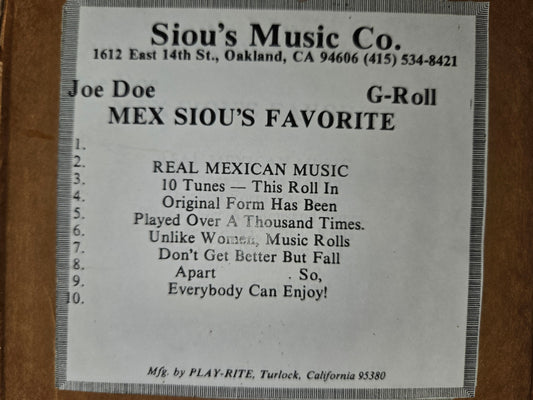 Siou's Music Co.
1612 East 14th St., Oakland, CA 94606 (415) 534-8421
Joe Doe G-Roll
MEX SIOU'S FAVORITE
1.
2. REAL MEXICAN MUSIC
3. 10 Tunes — This Roll In
4. Original Form Has Been
5. Played Over A Thousand Times.
6. Unlike Women, Music Rolls
7. Don't Get Better But Fall
8. Apart . So,
9. Everybody Can Enjoy!
10.
Mfg. by PLAY-RITE, Turlock, California 95380